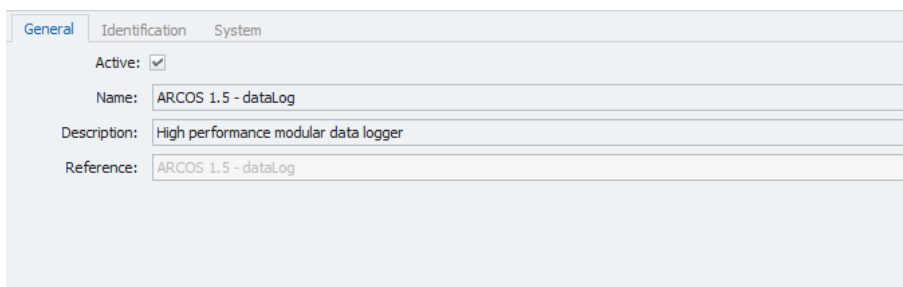 General Identification System
Active:
Name: ARCOS 1.5 - dataLog
Description: High performance modular data logger
Reference: ARCOS 1.5 - dataLog